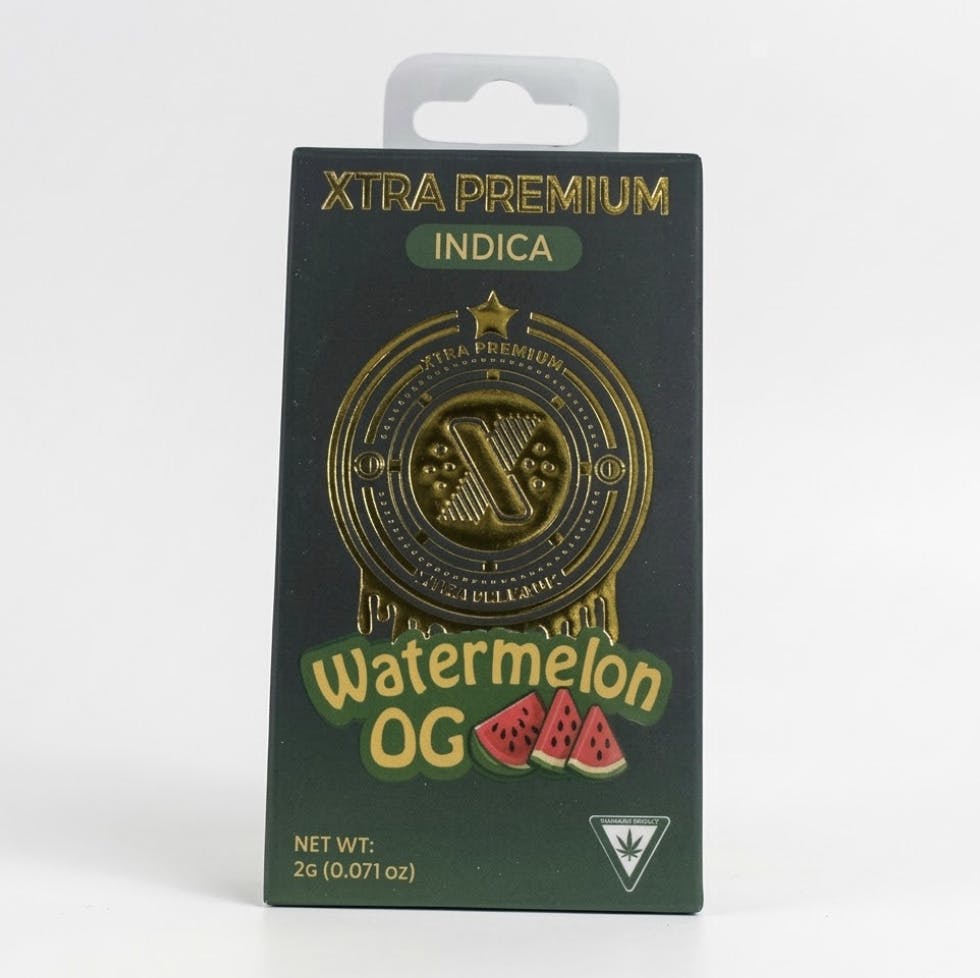 XTRA PREMIUM
INDICA
XTRA PREMIUM
Watermelon
OG
NET WT:
2G (0.071 oz)